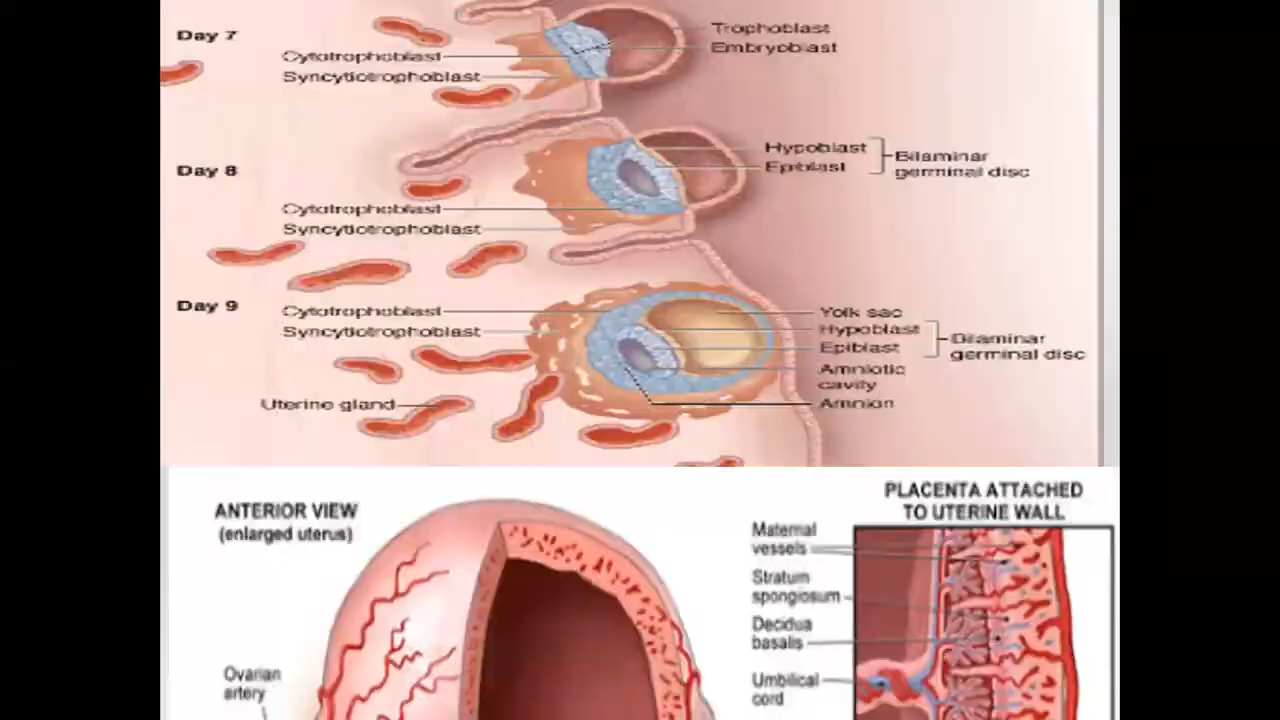 Day 7
Trophoblast
Embryoblast
Cytotrophoblast
Syncytiotrophoblast
Day 8
Hypoblast
Epiblast
Bilaminar
germinal disc
Cytotrophoblast
Syncytiotrophoblast
Day 9
Cytotrophoblast
Syncytiotrophoblast
Yolk sac
Hypoblast
Epiblast
Bilaminar
germinal disc
Amniotic
cavity
Amnion
Uterine gland
ANTERIOR VIEW
(enlarged uterus)
Ovarian
artery
PLACENTA ATTACHED
TO UTERINE WALL
Maternal
vessels
Stratum
spongiosum
Decidua
basalis
Umbilical
cord